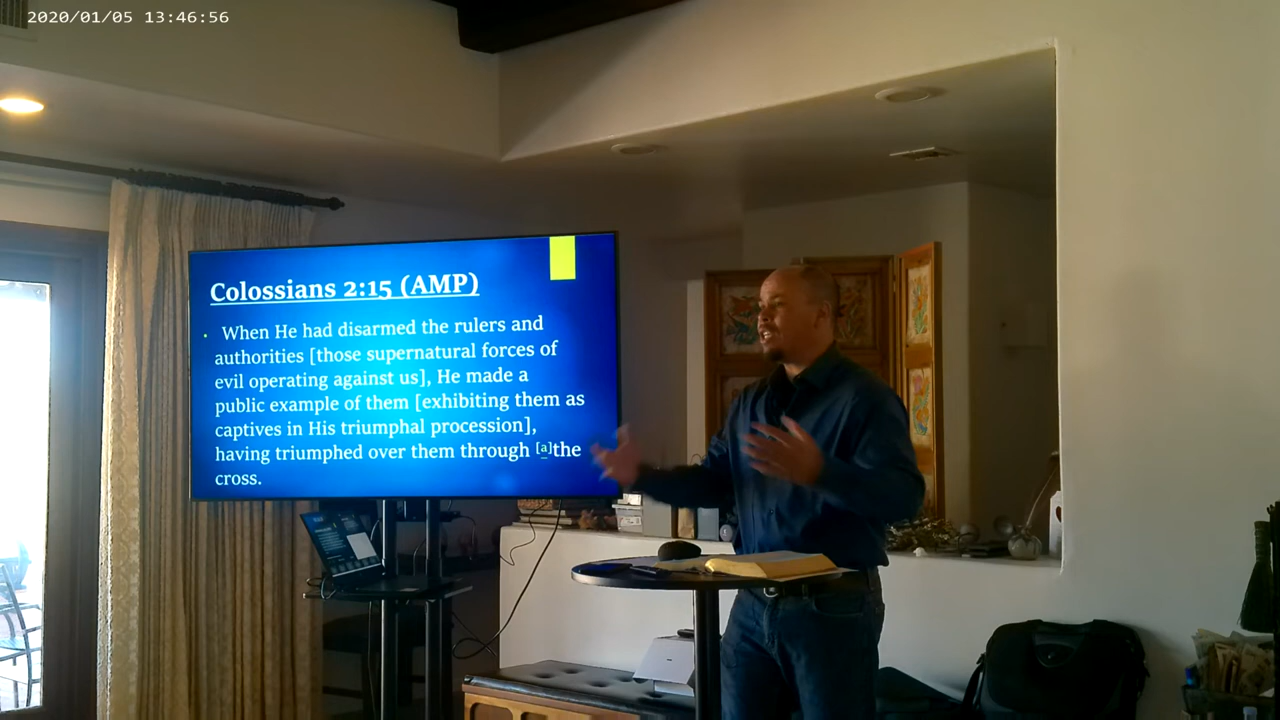 2020/01/05 13:46:56
Colossians 2:15 (AMP)
• When He had disarmed the rulers and
authorities [those supernatural forces of
evil operating against us], He made a
public example of them [exhibiting them as
captives in His triumphal procession],
having triumphed over them through [a]the
cross.